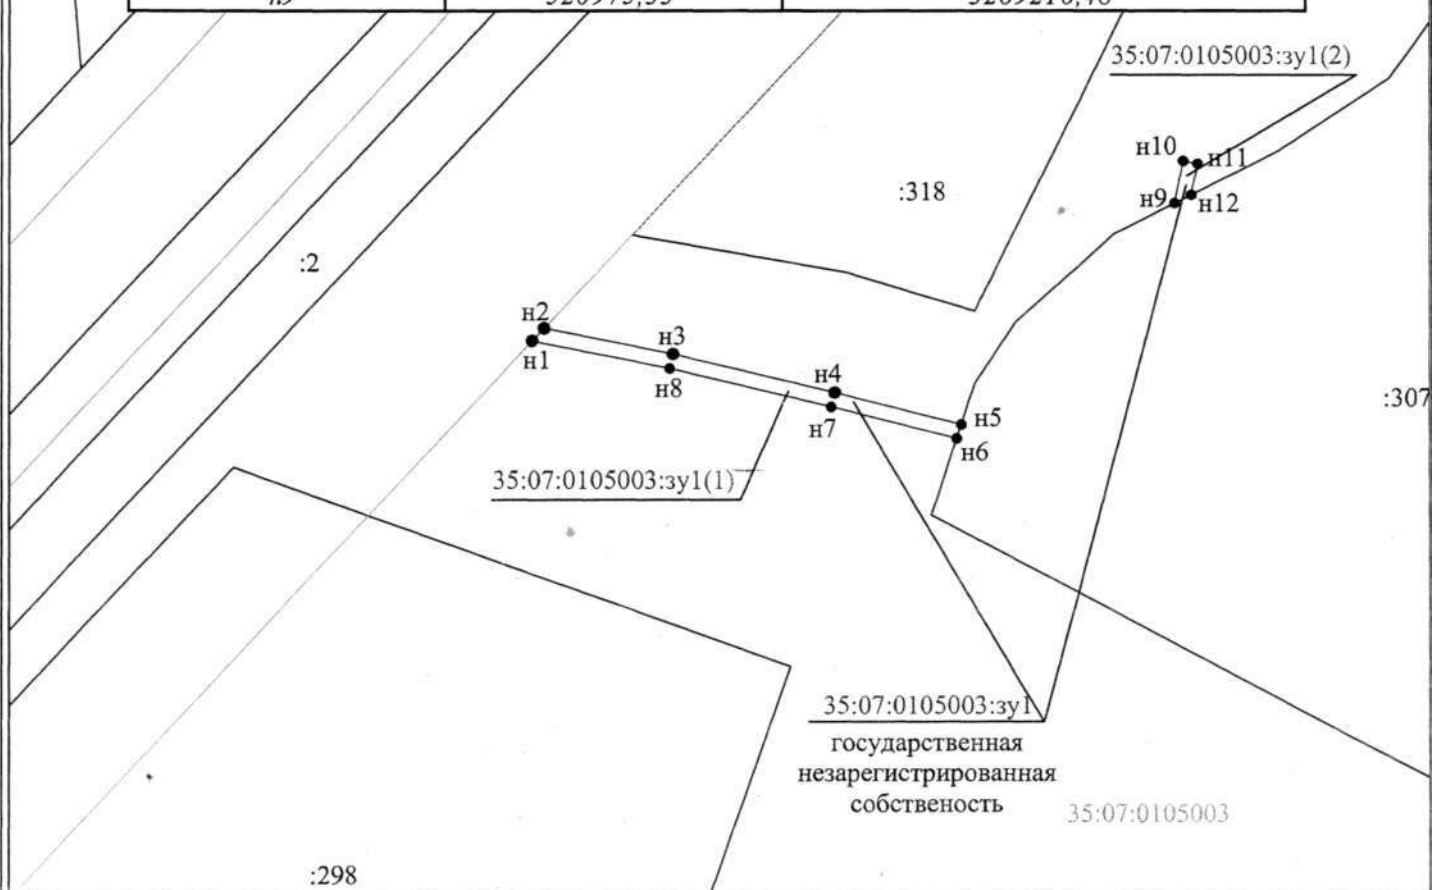 35:07:0105003:зу1(2)
н10
н11
:318
н9
н12
:2
н2
н3
н1
н8
н4
:307
н5
н7
н6
35:07:0105003:зу1(1)
35:07:0105003:зу1
государственная
незарегистрированная
собственость
35:07:0105003
:298